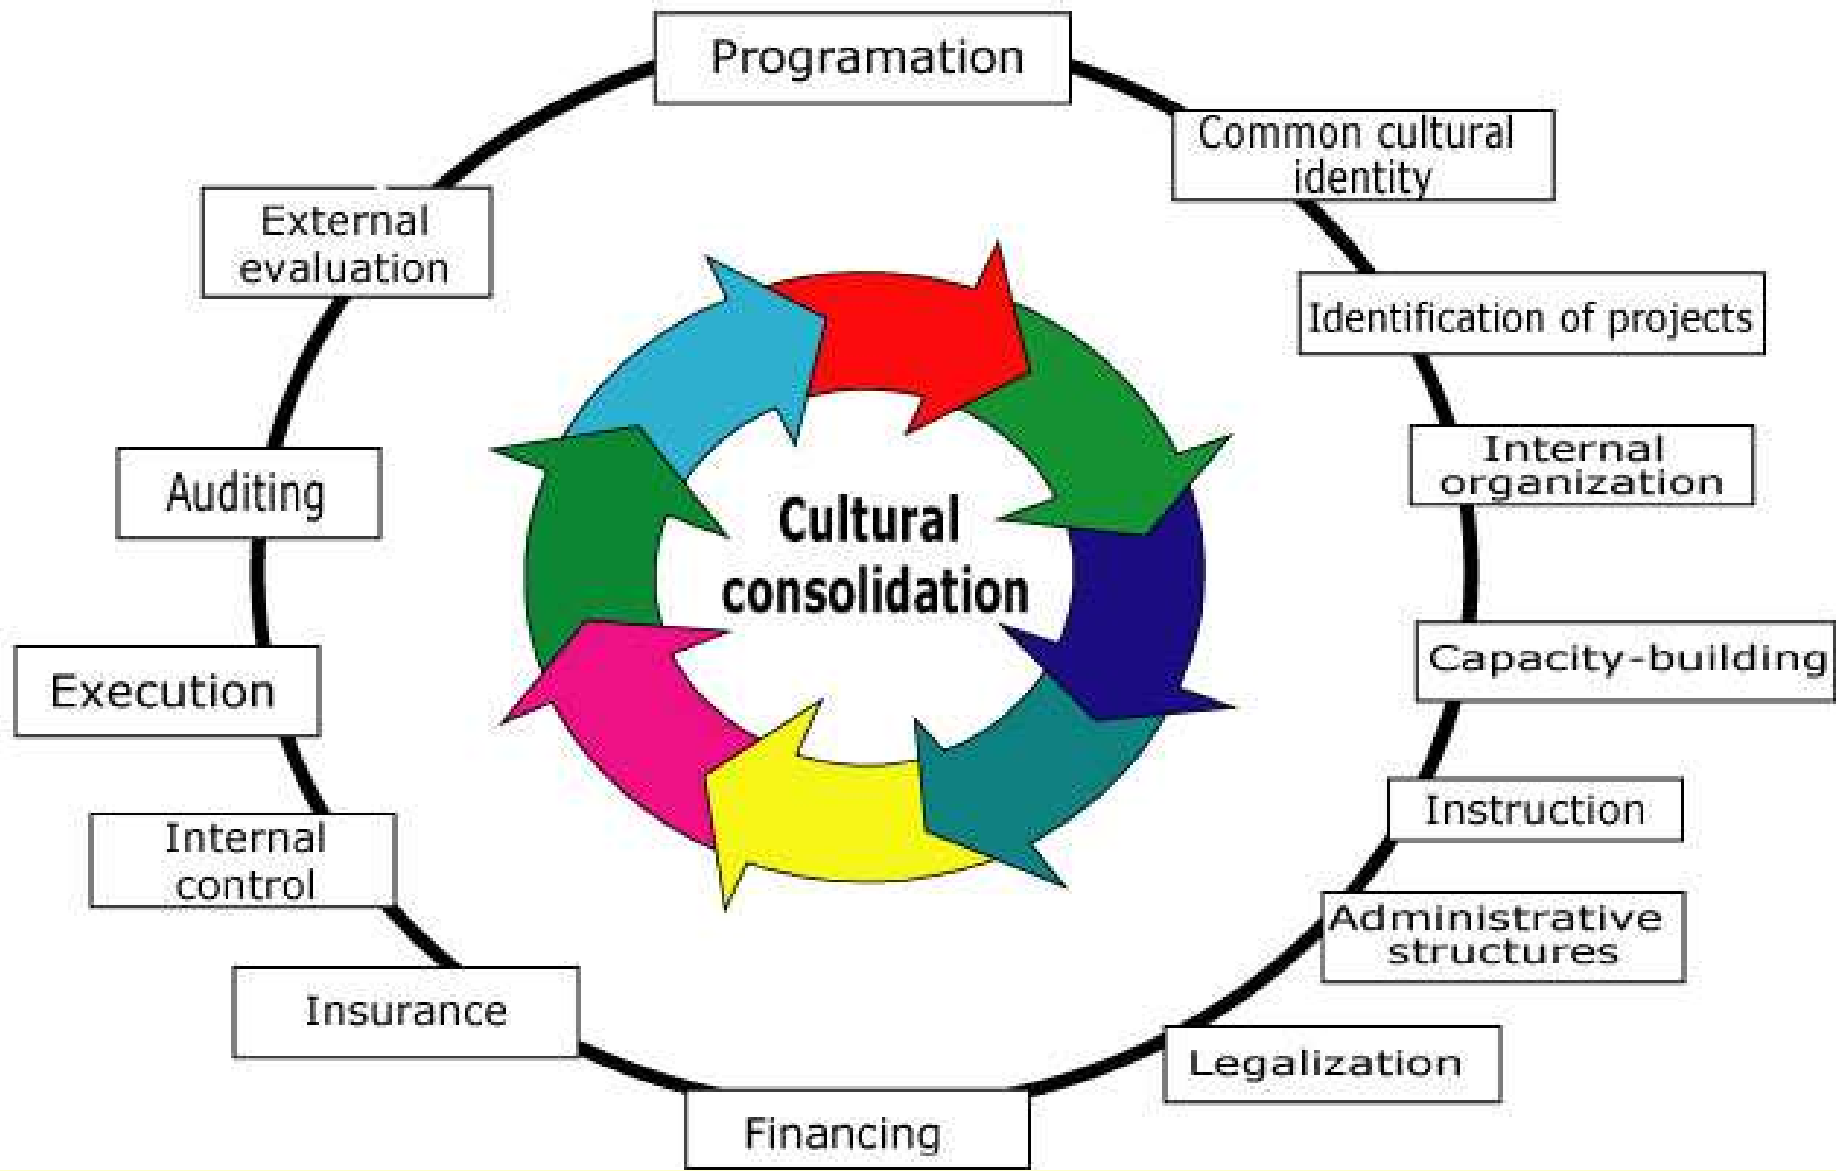 Programation
Common cultural
identity
Identification of projects
Internal
organization
Capacity-building
Instruction
Administrative
structures
Legalization
Financing
Insurance
Internal
control
Execution
Auditing
External
evaluation
Cultural
consolidation